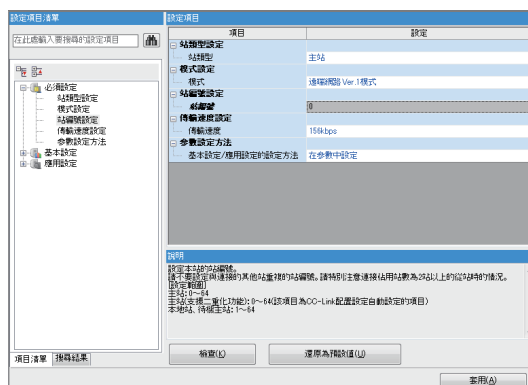 設定項目清單
在此處輸入要搜尋的設定項目
必須設定
站類型設定
模式設定
站編號設定
傳輸速度設定
參數設定方法
基本設定
應用設定
項目清單 搜尋結果
設定項目
項目 設定
站類型設定
站類型 主站
模式設定
模式 遠端網路 Ver.1模式
站編號設定
站編號 0
傳輸速度設定
傳輸速度 156kbps
參數設定方法
基本設定/應用設定的設定方法 在參數中設定
說明
設定本站的站編號。
請不要設定與連接的其他站重複的站編號。請特別注意連接佔用站數為2站以上的從站時的情況。
[設定範圍]
主站:0~64
主站(支援二重化功能):0~64(該項目為CC-Link配置設定自動設定的項目)
本地站、待機主站:1~64
檢查(K) 還原為預設值(U)
套用(A)